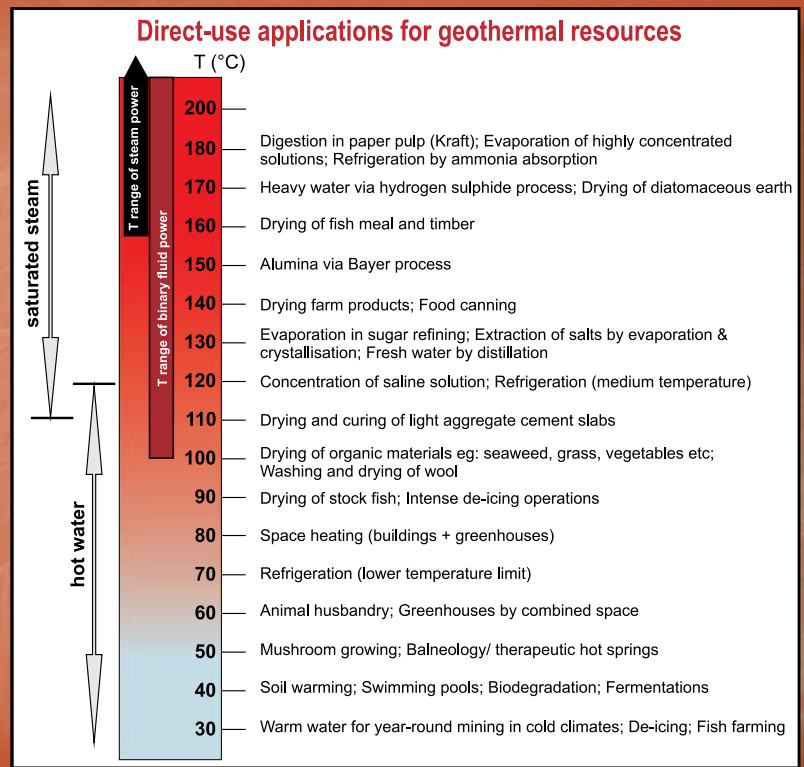 Direct-use applications for geothermal resources
T (°C)
saturated steam
hot water
T range of steam power
T range of binary fluid power
200
180
Digestion in paper pulp (Kraft); Evaporation of highly concentrated
solutions; Refrigeration by ammonia absorption
170
Heavy water via hydrogen sulphide process; Drying of diatomaceous earth
160
Drying of fish meal and timber
150
Alumina via Bayer process
140
Drying farm products; Food canning
130
Evaporation in sugar refining; Extraction of salts by evaporation &
crystallisation; Fresh water by distillation
120
Concentration of saline solution; Refrigeration (medium temperature)
110
Drying and curing of light aggregate cement slabs
100
Drying of organic materials eg: seaweed, grass, vegetables etc;
Washing and drying of wool
90
Drying of stock fish; Intense de-icing operations
80
Space heating (buildings + greenhouses)
70
Refrigeration (lower temperature limit)
60
Animal husbandry; Greenhouses by combined space
50
Mushroom growing; Balneology/ therapeutic hot springs
40
Soil warming; Swimming pools; Biodegradation; Fermentations
30
Warm water for year-round mining in cold climates; De-icing; Fish farming